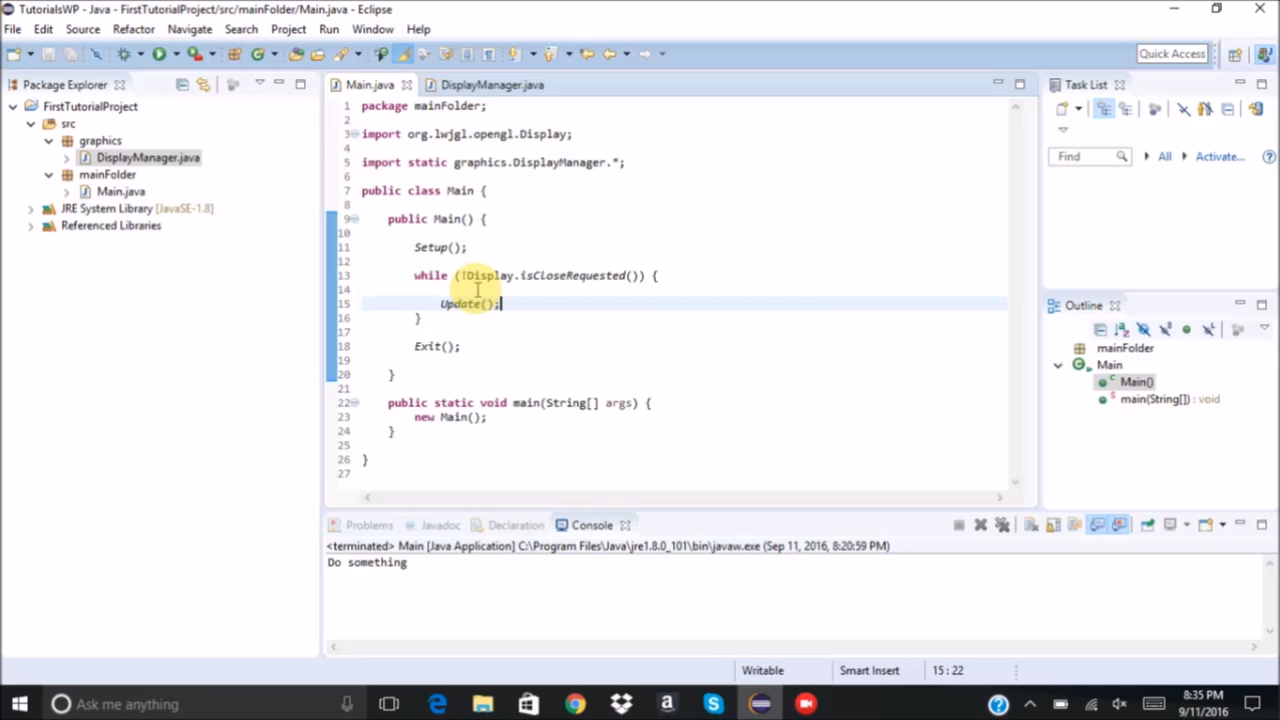 TutorialsWP - Java - FirstTutorialProject/src/mainFolder/Main.java - Eclipse
File Edit Source Refactor Navigate Search Project Run Window Help
Quick Access
Package Explorer
FirstTutorialProject
src
graphics
DisplayManager.java
mainFolder
Main.java
JRE System Library [JavaSE-1.8]
Referenced Libraries
Main.java DisplayManager.java
1 package mainFolder;
2
3 import org.lwjgl.opengl.Display;
4
5 import static graphics.DisplayManager.*;
6
7 public class Main {
8
9 public Main() {
10
11 Setup();
12
13 while (!Display.isCloseRequested()) {
14
15 Update();
16 }
17
18 Exit();
19
20 }
21
22 public static void main(String[] args) {
23 new Main();
24 }
25
26 }
27
Task List
Find All Activate...
Outline
mainFolder
Main
Main()
main(String[]) : void
Problems Javadoc Declaration Console
<terminated> Main [Java Application] C:\Program Files\Java\jre1.8.0_101\bin\javaw.exe (Sep 11, 2016, 8:20:59 PM)
Do something
Writable Smart Insert 15 : 22
Ask me anything
8:35 PM
9/11/2016